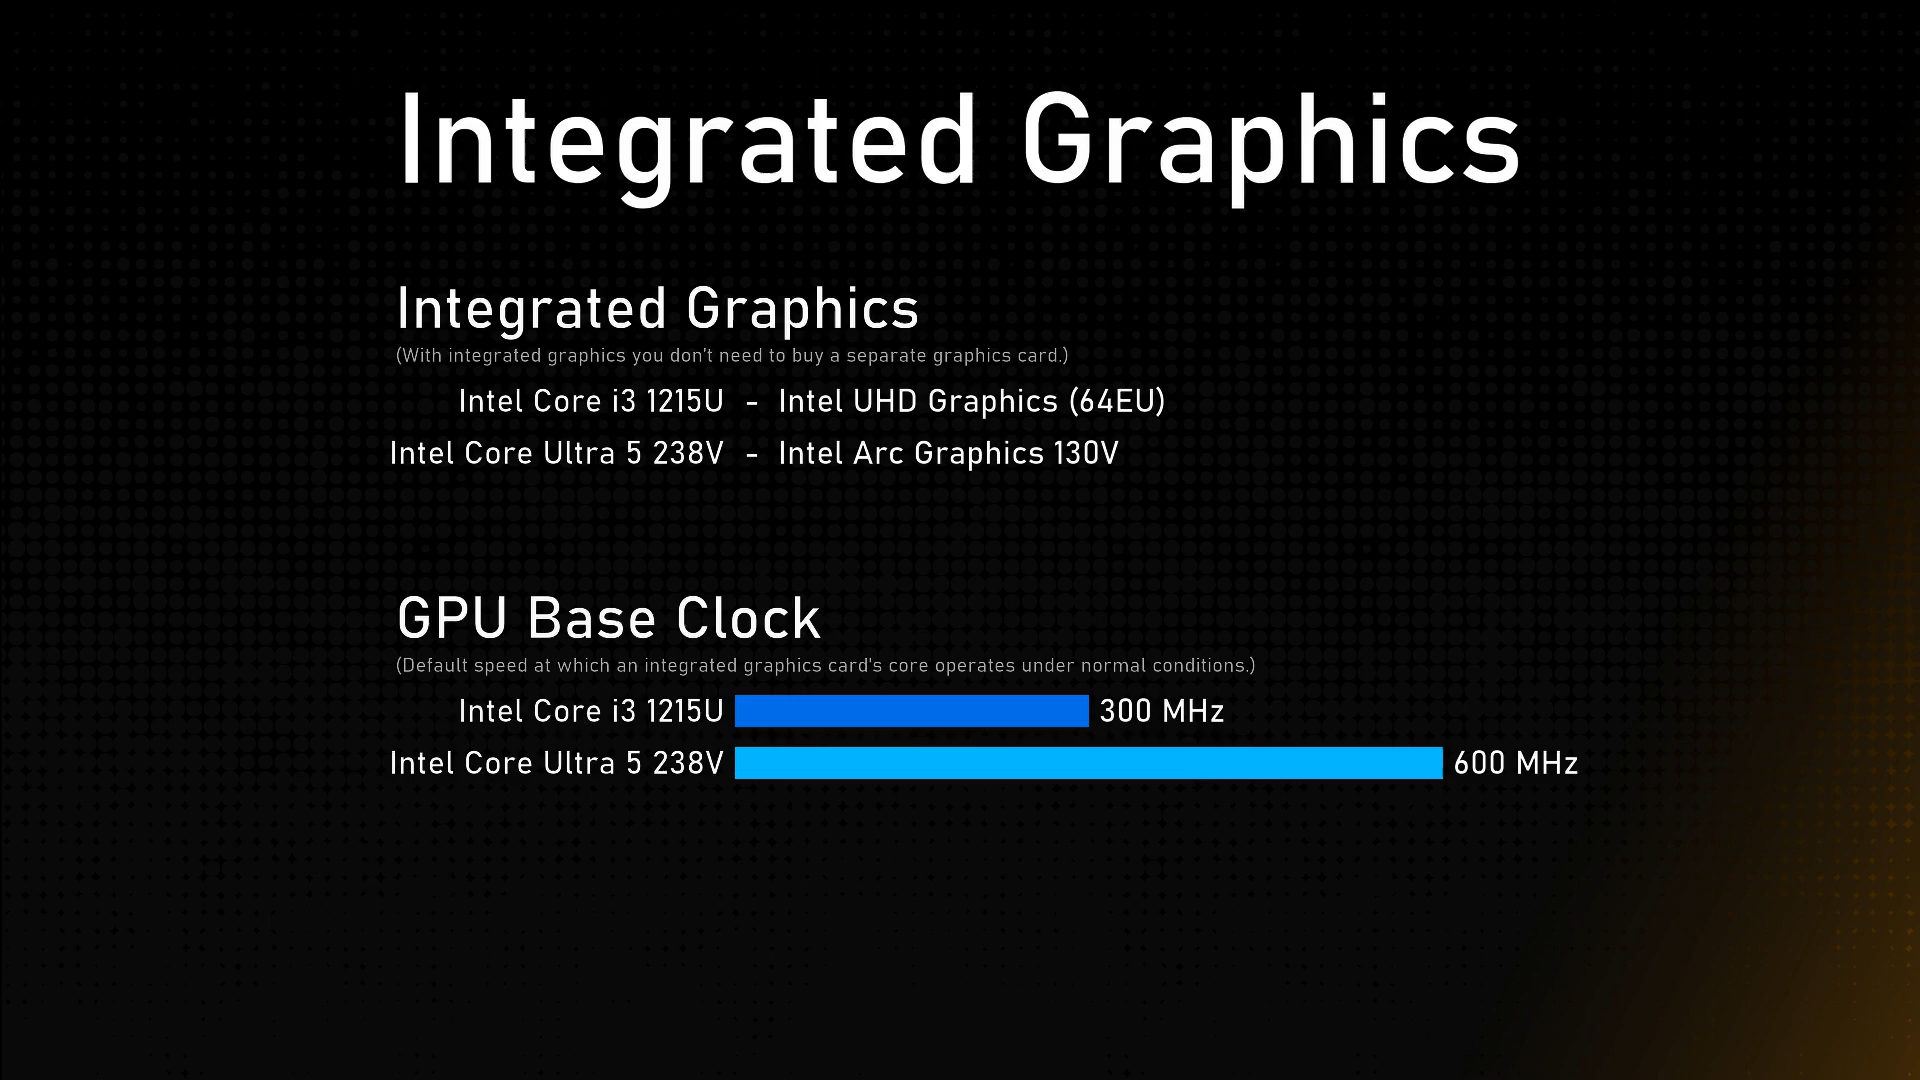 Integrated Graphics
Integrated Graphics
(With integrated graphics you don't need to buy a separate graphics card.)
Intel Core i3 1215U - Intel UHD Graphics (64EU)
Intel Core Ultra 5 238V - Intel Arc Graphics 130V
GPU Base Clock
(Default speed at which an integrated graphics card's core operates under normal conditions.)
Intel Core i3 1215U 300 MHz
Intel Core Ultra 5 238V 600 MHz